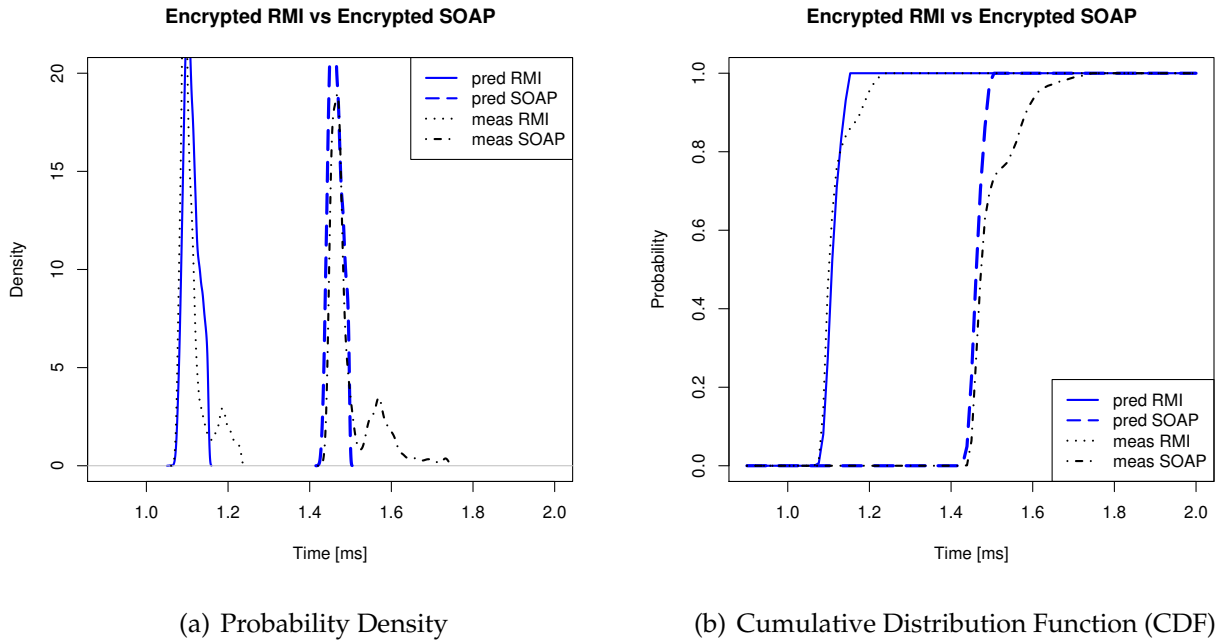 Encrypted RMI vs Encrypted SOAP
Density
0
5
10
15
20
1.0 1.2 1.4 1.6 1.8 2.0
Time [ms]
pred RMI
pred SOAP
meas RMI
meas SOAP
(a) Probability Density
Encrypted RMI vs Encrypted SOAP
Probability
0.0
0.2
0.4
0.6
0.8
1.0
1.0 1.2 1.4 1.6 1.8 2.0
Time [ms]
pred RMI
pred SOAP
meas RMI
meas SOAP
(b) Cumulative Distribution Function (CDF)